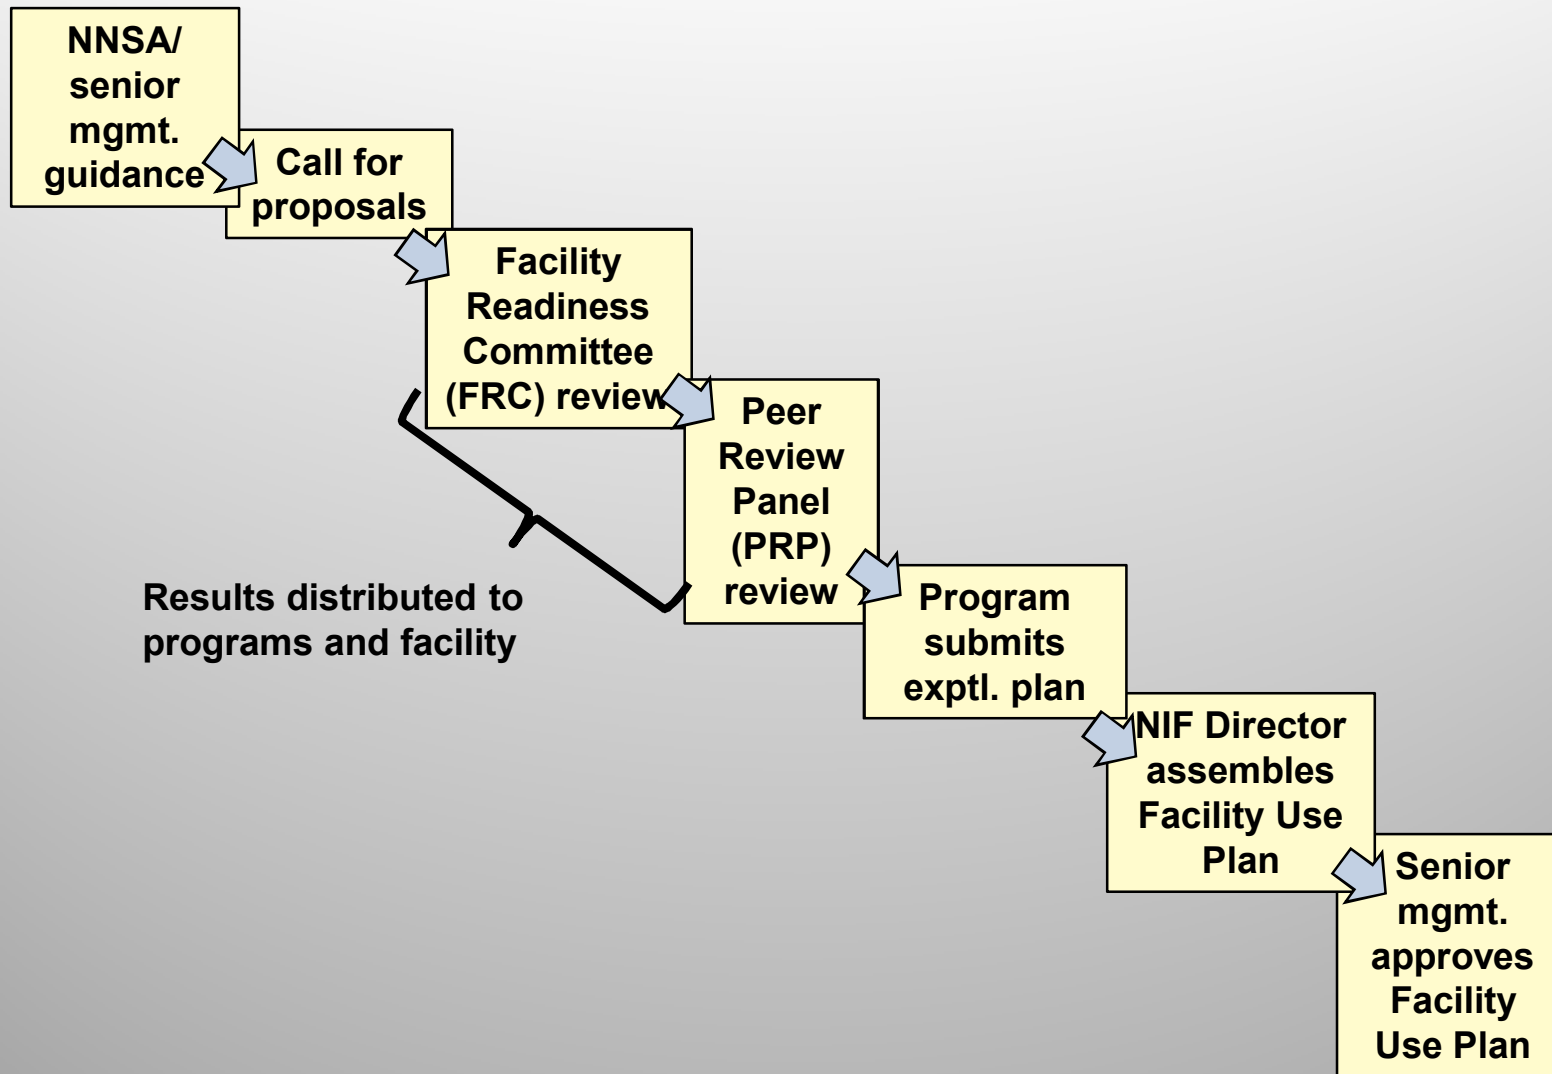 NNSA/
senior
mgmt.
guidance
Call for
proposals
Facility
Readiness
Committee
(FRC) review
Peer
Review
Panel
(PRP)
review
Results distributed to
programs and facility
Program
submits
exptl. plan
NIF Director
assembles
Facility Use
Plan
Senior
mgmt.
approves
Facility
Use Plan